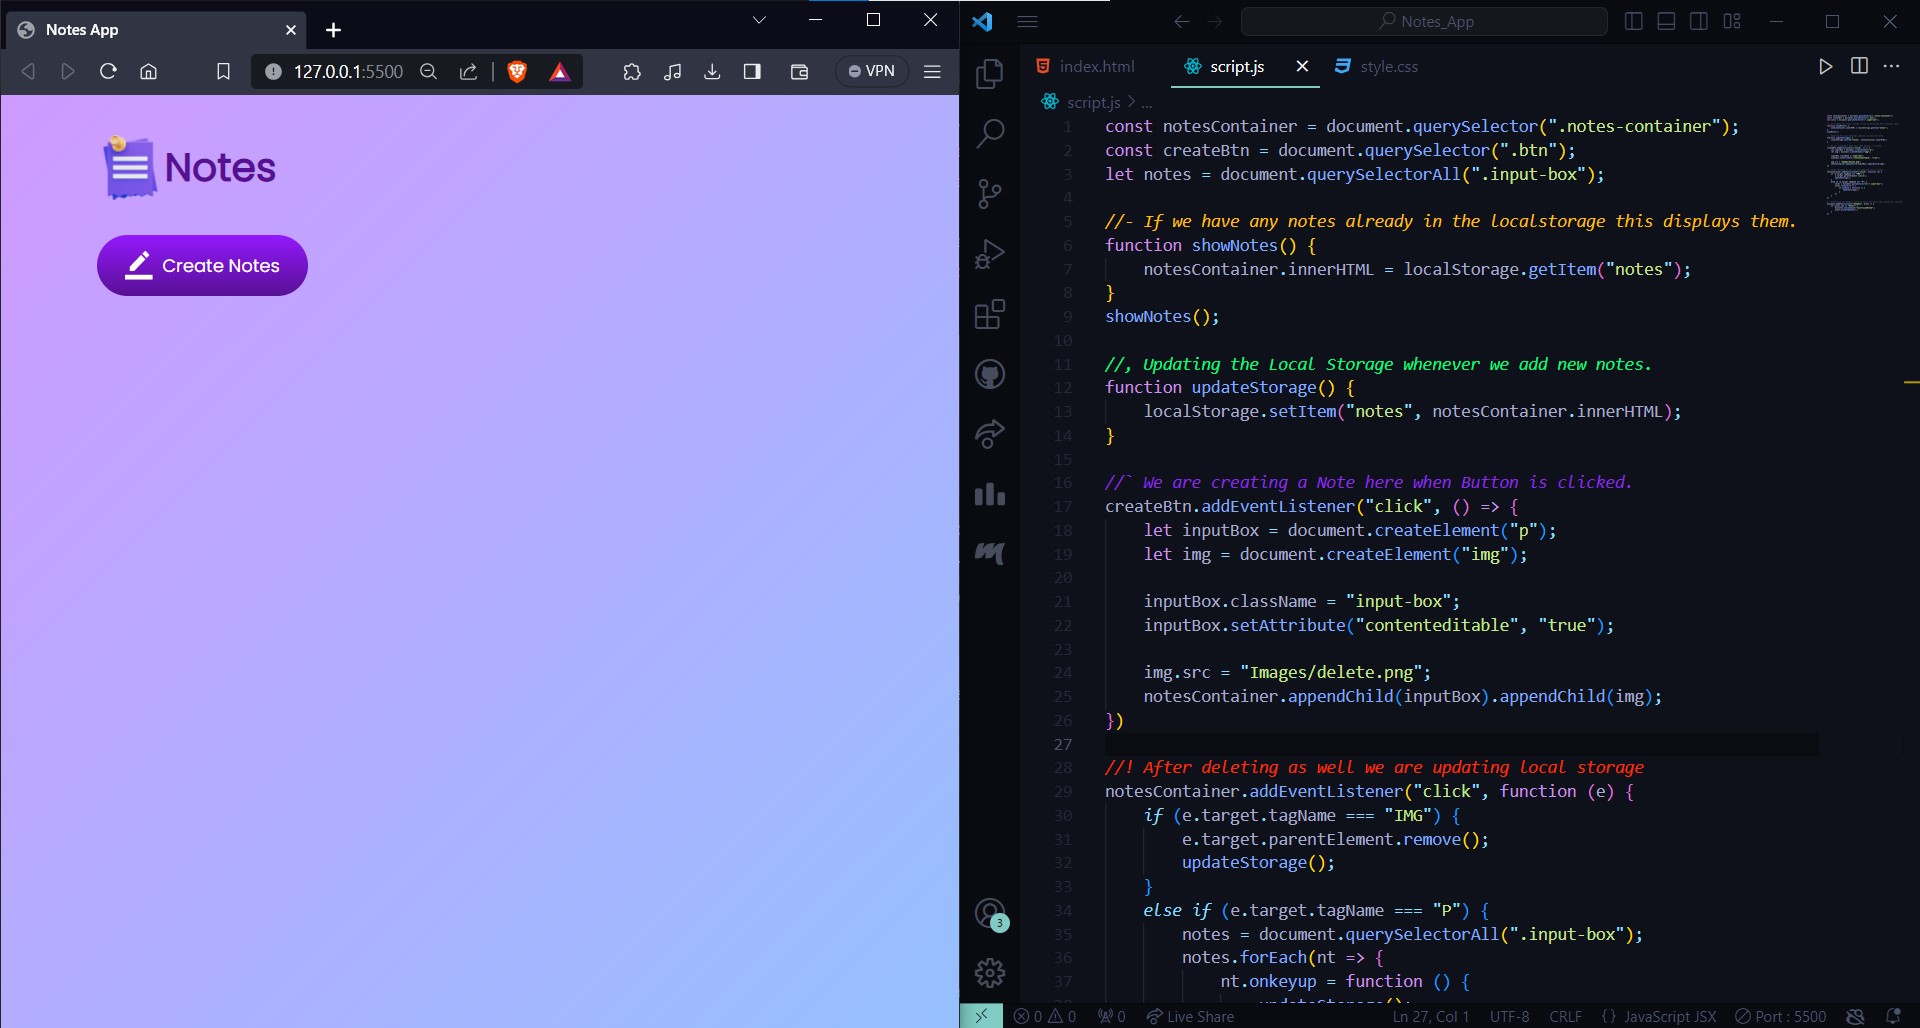 Notes App
127.0.0.1:5500
VPN
Notes
Create Notes
Notes_App
index.html
script.js
style.css
script.js > ...
1 const notesContainer = document.querySelector(".notes-container");
2 const createBtn = document.querySelector(".btn");
3 let notes = document.querySelectorAll(".input-box");
4
5 //- If we have any notes already in the localstorage this displays them.
6 function showNotes() {
7 notesContainer.innerHTML = localStorage.getItem("notes");
8 }
9 showNotes();
10
11 //, Updating the Local Storage whenever we add new notes.
12 function updateStorage() {
13 localStorage.setItem("notes", notesContainer.innerHTML);
14 }
15
16 //` We are creating a Note here when Button is clicked.
17 createBtn.addEventListener("click", () => {
18 let inputBox = document.createElement("p");
19 let img = document.createElement("img");
20
21 inputBox.className = "input-box";
22 inputBox.setAttribute("contenteditable", "true");
23
24 img.src = "Images/delete.png";
25 notesContainer.appendChild(inputBox).appendChild(img);
26 })
27
28 //! After deleting as well we are updating local storage
29 notesContainer.addEventListener("click", function (e) {
30 if (e.target.tagName === "IMG") {
31 e.target.parentElement.remove();
32 updateStorage();
33 }
34 else if (e.target.tagName === "P") {
35 notes = document.querySelectorAll(".input-box");
36 notes.forEach(nt => {
37 nt.onkeyup = function () {
38 updateStorage();
3
0 0 0 Live Share
Ln 27, Col 1 UTF-8 CRLF {} JavaScript JSX Port : 5500